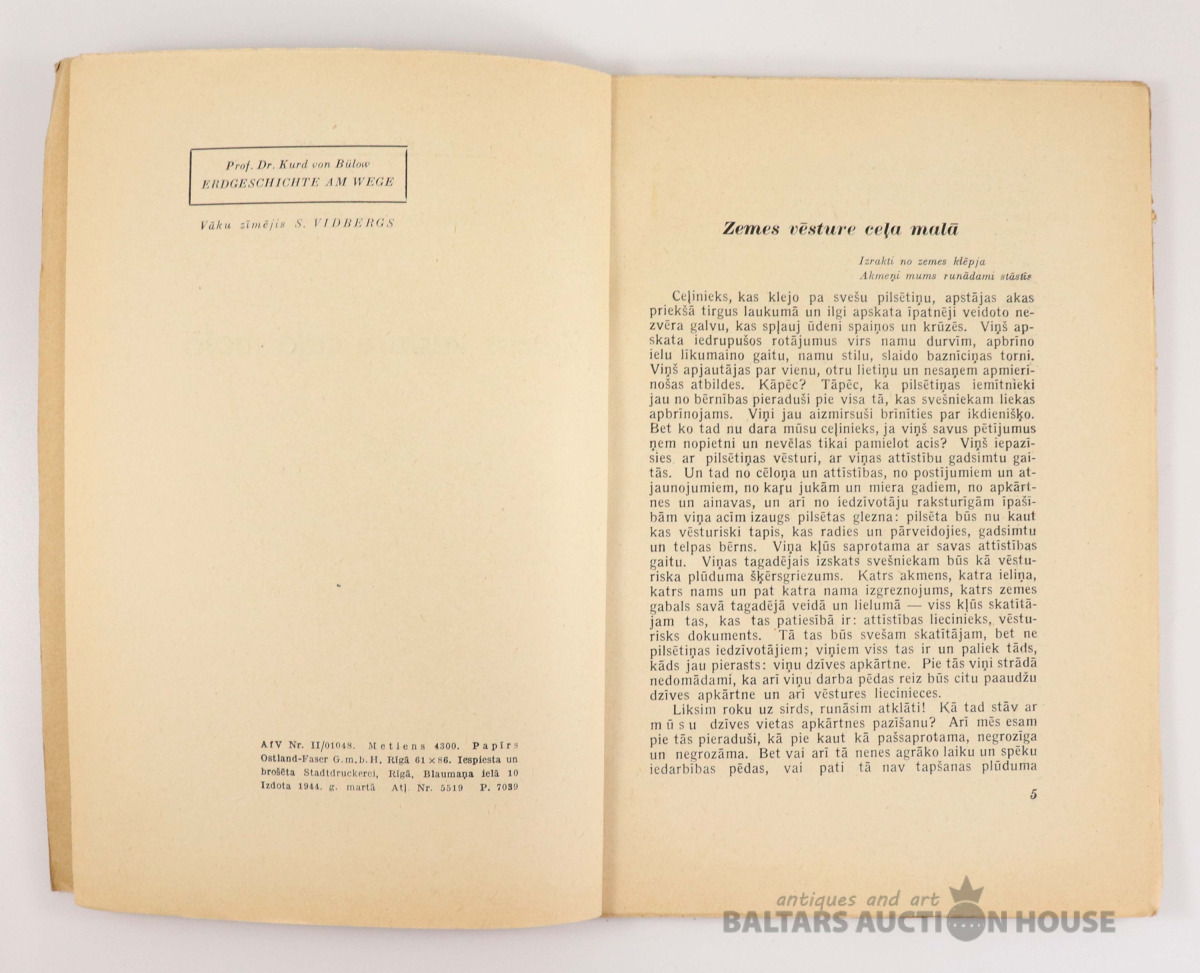 Prof. Dr. Kurd von Bülow
ERDGESCHICHTE AM WEGE
Vāku zīmējis S. VIDBERGS
AfV Nr. II/01048. Metiens 4300. Papīrs
Ostland-Faser G.m.b.H. Rīgā 61×86. Iespiesta un
brošēta Stadtdruckerei, Rīgā, Blaumaņa ielā 10
Izdota 1944. g. martā Atļ. Nr. 5519 P. 7039
Zemes vēsture ceļa malā
Izrakti no zemes klēpja
Akmeņi mums runādami stāstis
Ceļinieks, kas klejo pa svešu pilsētiņu, apstājas akas
priekšā tirgus laukumā un ilgi apskata īpatnēji veidoto ne-
zvēra galvu, kas spļauj ūdeni spaiņos un krūzēs. Viņš ap-
skata iedrupušos rotājumus virs namu durvīm, apbrīno
ielu līkumaino gaitu, namu stilu, slaido baznīciņas torni.
Viņš apjautājas par vienu, otru lietiņu un nesaņem apmieri-
nošas atbildes. Kāpēc? Tāpēc, ka pilsētiņas iemītnieki
jau no bērnības pieraduši pie visa tā, kas svešniekam liekas
apbrīnojams. Viņi jau aizmirsuši brīnīties par ikdienišķo.
Bet ko tad nu dara mūsu ceļinieks, ja viņš savus pētījumus
ņem nopietni un nevēlas tikai pamielot acis? Viņš iepazī-
sies ar pilsētiņas vēsturi, ar viņas attīstību gadsimtu gai-
tās. Un tad no cēloņa un attīstības, no postījumiem un at-
jaunojumiem, no kaŗu jukām un miera gadiem, no apkārt-
nes un ainavas, un arī no iedzīvotāju raksturīgām īpašī-
bām viņa acīm izaugs pilsētas glezna: pilsēta būs nu kaut
kas vēsturiski tapis, kas radies un pārveidojies, gadsimtu
un telpas bērns. Viņa kļūs saprotama ar savas attīstības
gaitu. Viņas tagadējais izskats svešniekam būs kā vēstu-
riska plūduma šķērsgriezums. Katrs akmens, katra ieliņa,
katrs nams un pat katra nama izgreznojums, katrs zemes
gabals savā tagadējā veidā un lielumā — viss kļūs skatītā-
jam tas, kas tas patiesībā ir: attīstības liecinieks, vēstu-
risks dokuments. Tā tas būs svešam skatītājam, bet ne
pilsētiņas iedzīvotājiem; viņiem viss tas ir un paliek tāds,
kāds jau pierasts: viņu dzīves apkārtne. Pie tās viņi strādā
nedomādami, ka arī viņu darba pēdas reiz būs citu paaudžu
dzīves apkārtne un arī vēstures liecinieces.
Liksim roku uz sirds, runāsim atklāti! Kā tad stāv ar
mūsu dzīves vietas apkārtnes pazīšanu? Arī mēs esam
pie tās pieraduši, kā pie kaut kā pašsaprotama, negrozīga
un negrozāma. Bet vai arī tā nenes agrāko laiku un spēku
iedarbības pēdas, vai pati tā nav tapšanas plūduma
5
antiques and art
BALTARS AUCTION HOUSE